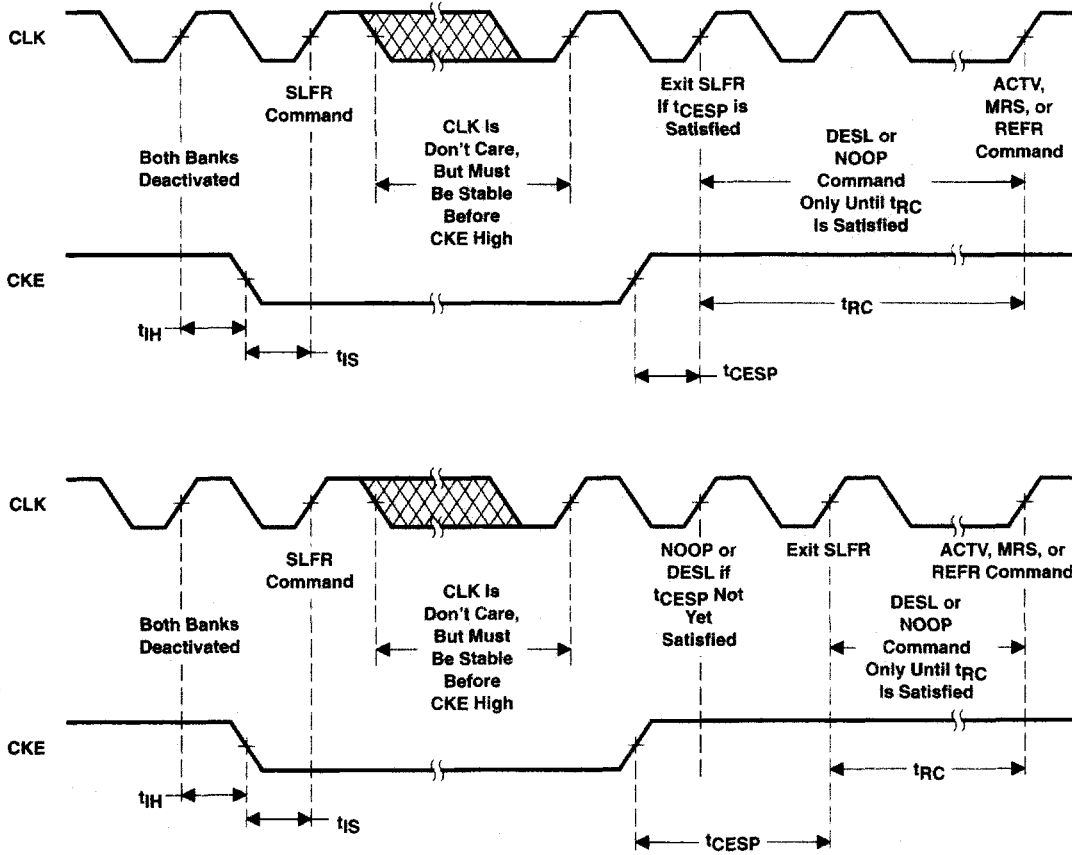 CLK
SLFR
Command
Both Banks
Deactivated
CLK Is
Don't Care,
But Must
Be Stable
Before
CKE High
Exit SLFR
If tCESP is
Satisfied
DESL or
NOOP
Command
Only Until tRC
Is Satisfied
ACTV,
MRS, or
REFR
Command
CKE
tIH
tIS
tCESP
tRC
CLK
SLFR
Command
Both Banks
Deactivated
CLK Is
Don't Care,
But Must
Be Stable
Before
CKE High
NOOP or
DESL if
tCESP Not
Yet
Satisfied
Exit SLFR
ACTV, MRS, or
REFR Command
DESL or
NOOP
Command
Only Until tRC
Is Satisfied
CKE
tIH
tIS
tCESP
tRC